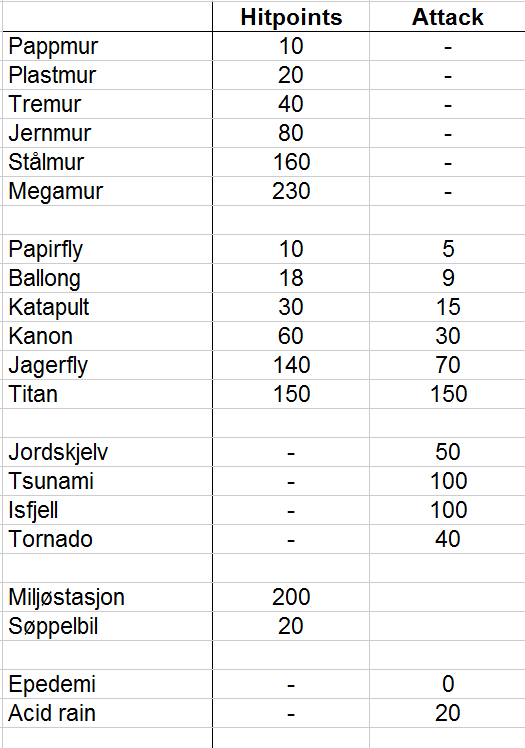 Hitpoints Attack
Pappmur 10 -
Plastmur 20 -
Tremur 40 -
Jernmur 80 -
Stålmur 160 -
Megamur 230 -
Papirfly 10 5
Ballong 18 9
Katapult 30 15
Kanon 60 30
Jagerfly 140 70
Titan 150 150
Jordskjelv - 50
Tsunami - 100
Isfjell - 100
Tornado - 40
Miljøstasjon 200
Søppelbil 20
Epedemi - 0
Acid rain - 20